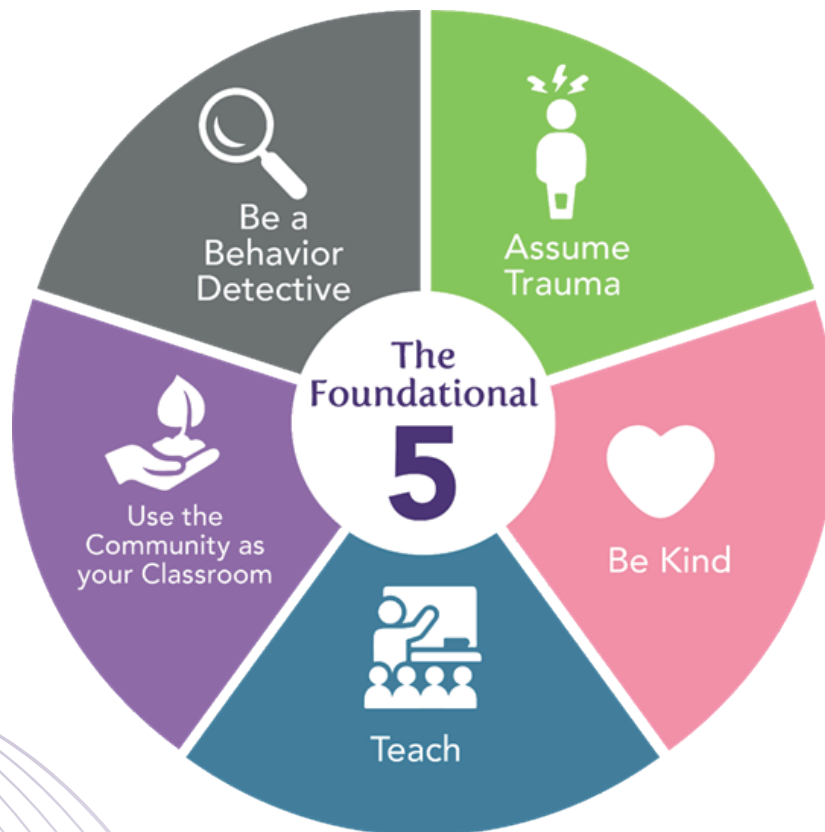 The
Foundational
5
Assume
Trauma
Be Kind
Teach
Use the
Community as
your Classroom
Be a
Behavior
Detective